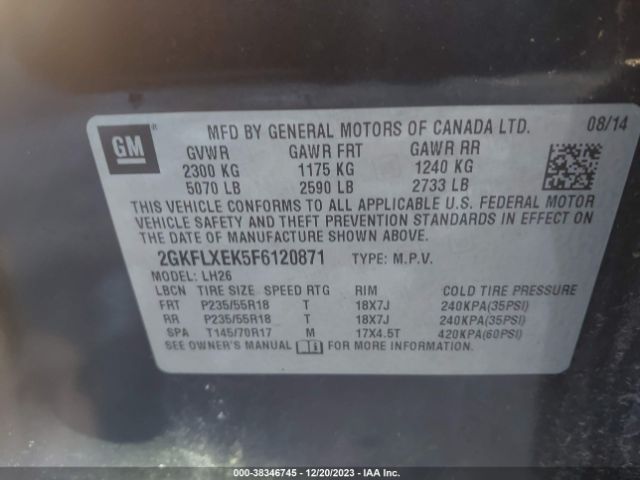 GM
MFD BY GENERAL MOTORS OF CANADA LTD. 08/14
GVWR GAWR FRT GAWR RR
2300 KG 1175 KG 1240 KG
5070 LB 2590 LB 2733 LB
THIS VEHICLE CONFORMS TO ALL APPLICABLE U.S. FEDERAL MOTOR
VEHICLE SAFETY AND THEFT PREVENTION STANDARDS IN EFFECT ON
THE DATE OF MANUFACTURE SHOWN ABOVE.
2GKFLXEK5F6120871 TYPE: M.P.V.
MODEL: LH26
LBCN TIRE SIZE SPEED RTG RIM COLD TIRE PRESSURE
FRT P235/55R18 T 18X7J 240KPA(35PSI)
RR P235/55R18 T 18X7J 240KPA(35PSI)
SPA T145/70R17 M 17X4.5T 420KPA(60PSI)
SEE OWNER'S MANUAL FOR MORE INFORMATION.
000-38346745 - 12/20/2023 - IAA Inc.